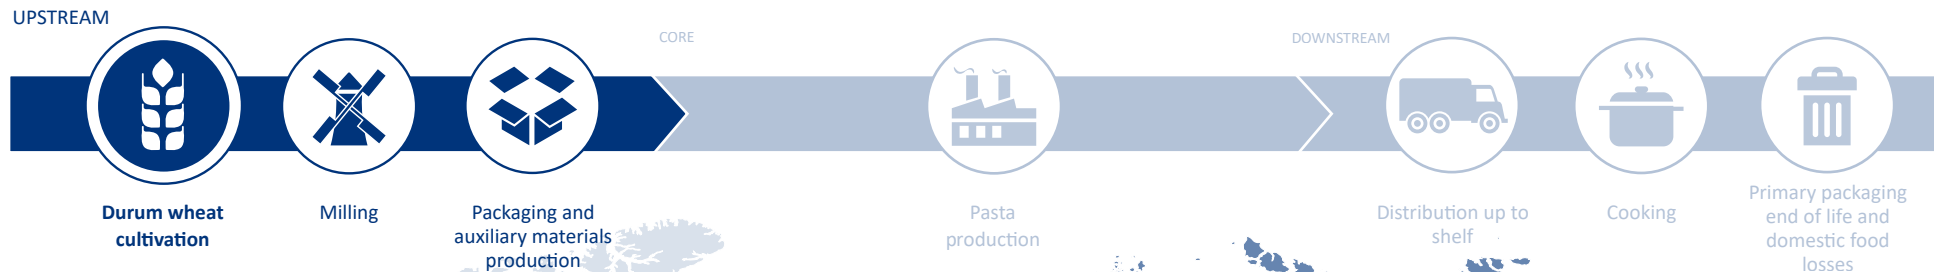 UPSTREAM
CORE
DOWNSTREAM
Durum wheat
cultivation
Milling
Packaging and
auxiliary materials
production
Pasta
production
Distribution up to
shelf
Cooking
Primary packaging
end of life and
domestic food
losses